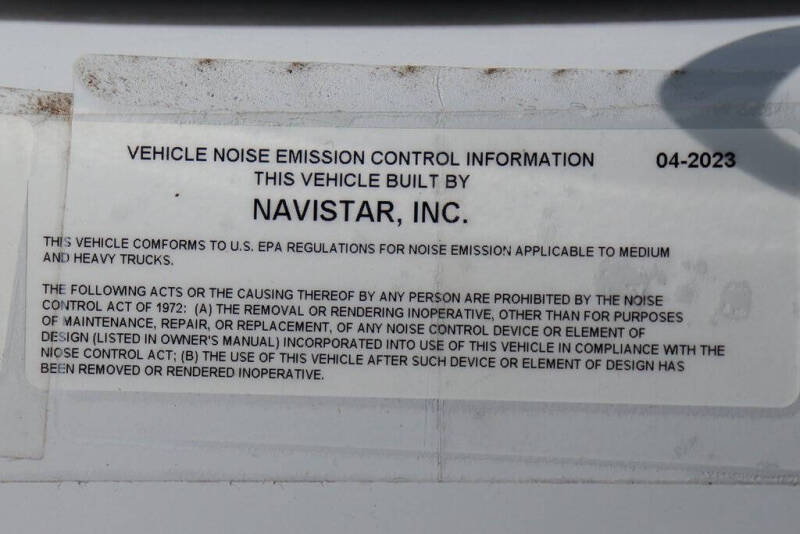 VEHICLE NOISE EMISSION CONTROL INFORMATION 04-2023
THIS VEHICLE BUILT BY
NAVISTAR, INC.
THIS VEHICLE COMFORMS TO U.S. EPA REGULATIONS FOR NOISE EMISSION APPLICABLE TO MEDIUM
AND HEAVY TRUCKS.
THE FOLLOWING ACTS OR THE CAUSING THEREOF BY ANY PERSON ARE PROHIBITED BY THE NOISE
CONTROL ACT OF 1972: (A) THE REMOVAL OR RENDERING INOPERATIVE, OTHER THAN FOR PURPOSES
OF MAINTENANCE, REPAIR, OR REPLACEMENT, OF ANY NOISE CONTROL DEVICE OR ELEMENT OF
DESIGN (LISTED IN OWNER'S MANUAL) INCORPORATED INTO USE OF THIS VEHICLE IN COMPLIANCE WITH THE
NIOSE CONTROL ACT; (B) THE USE OF THIS VEHICLE AFTER SUCH DEVICE OR ELEMENT OF DESIGN HAS
BEEN REMOVED OR RENDERED INOPERATIVE.